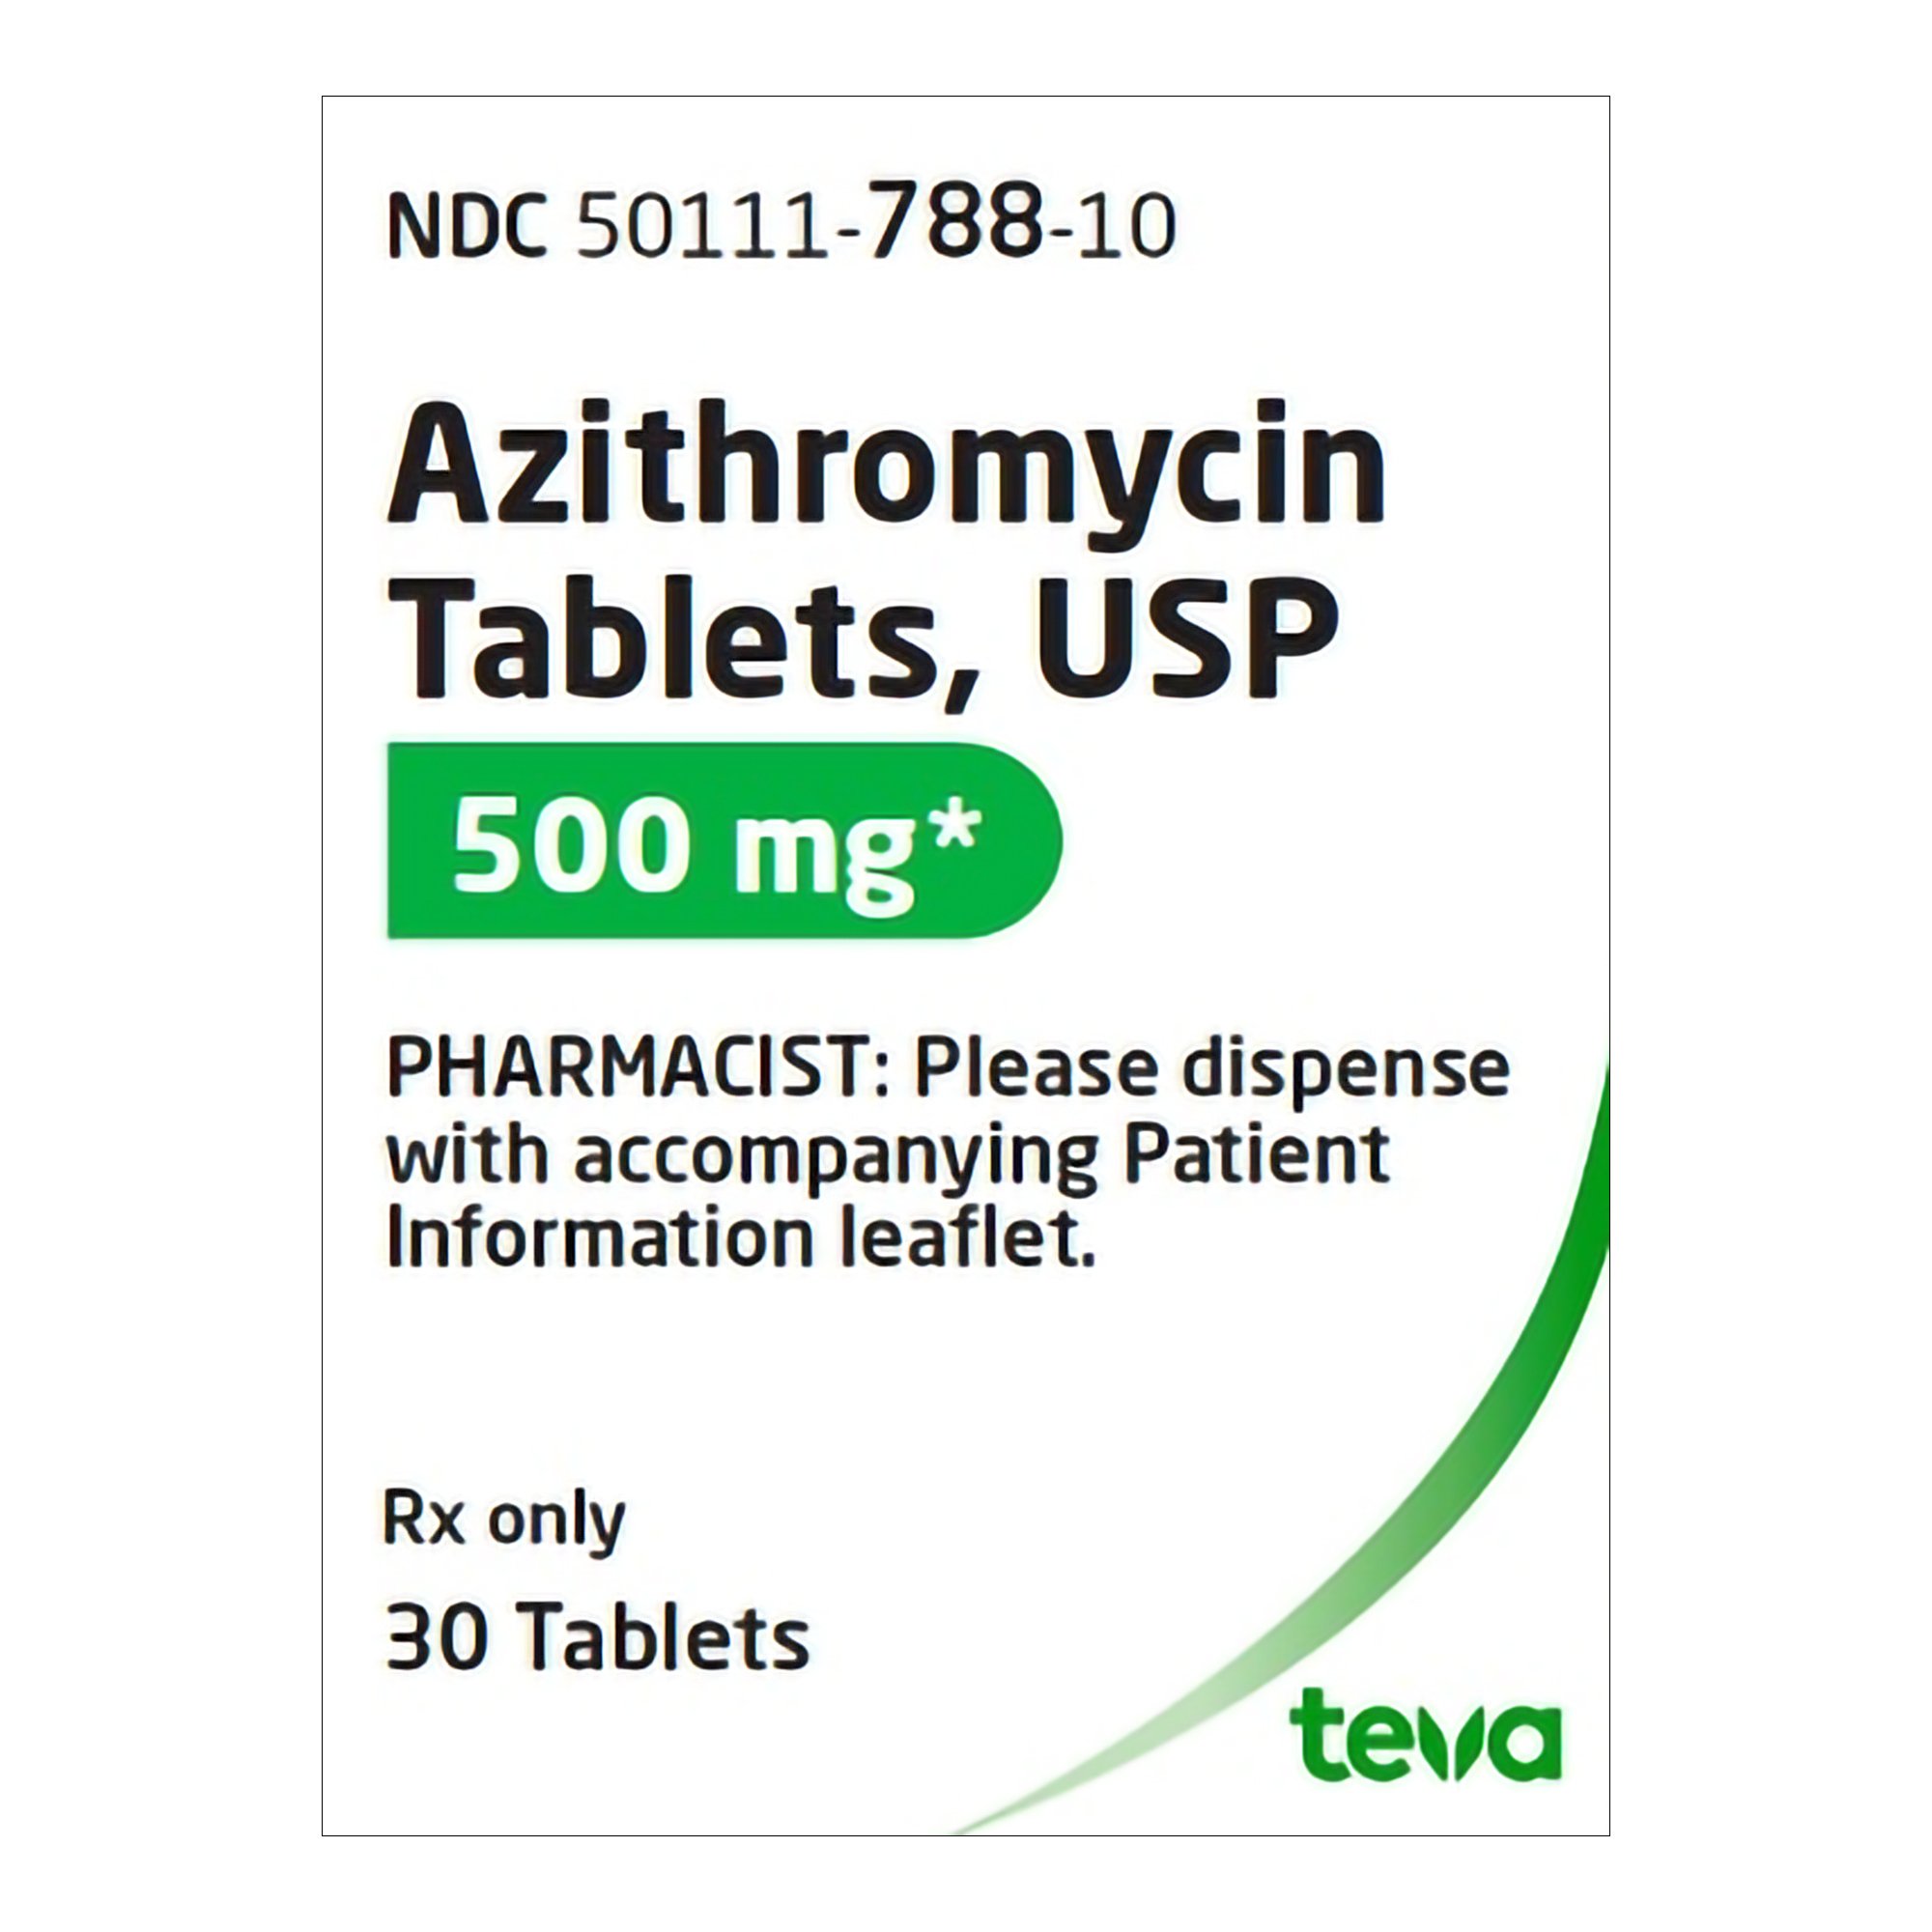 NDC 50111-788-10
Azithromycin
Tablets, USP
500 mg*
PHARMACIST: Please dispense
with accompanying Patient
Information leaflet.
Rx only
30 Tablets
teva